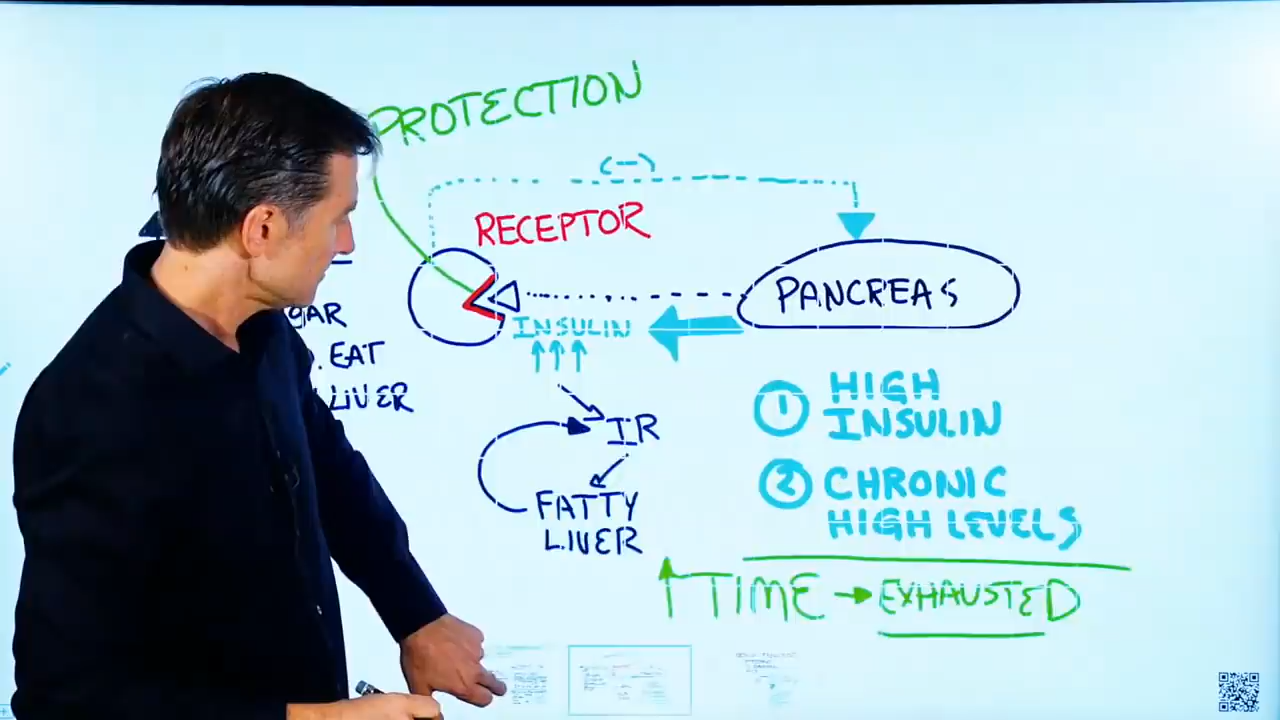 PROTECTION
(-)
RECEPTOR
PANCREAS
INSULIN
EAT
LIVER
IR
FATTY
LIVER
1 HIGH
INSULIN
2 CHRONIC
HIGH LEVELS
TIME → EXHAUSTED